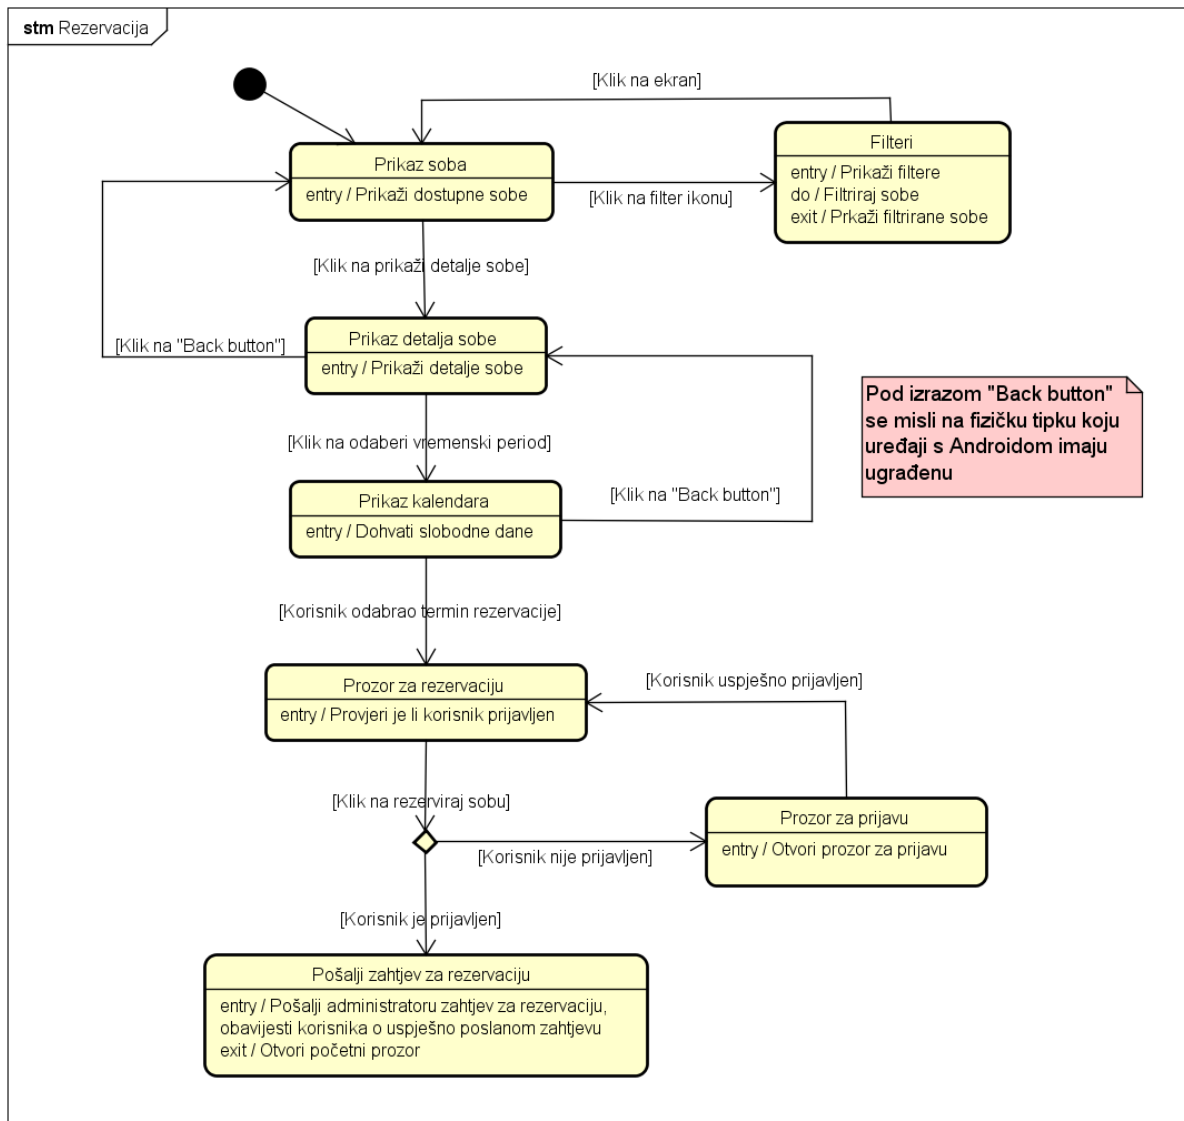 stm Rezervacija
[Klik na ekran]
Prikaz soba
entry / Prikaži dostupne sobe
[Klik na filter ikonu]
Filteri
entry / Prikaži filtere
do / Filtriraj sobe
exit / Prkaži filtrirane sobe
[Klik na prikaži detalje sobe]
[Klik na "Back button"]
Prikaz detalja sobe
entry / Prikaži detalje sobe
Pod izrazom "Back button"
se misli na fizičku tipku koju
uređaji s Androidom imaju
ugrađenu
[Klik na odaberi vremenski period]
Prikaz kalendara
entry / Dohvati slobodne dane
[Klik na "Back button"]
[Korisnik odabrao termin rezervacije]
Prozor za rezervaciju
entry / Provjeri je li korisnik prijavljen
[Korisnik uspješno prijavljen]
[Klik na rezerviraj sobu]
Prozor za prijavu
entry / Otvori prozor za prijavu
[Korisnik nije prijavljen]
[Korisnik je prijavljen]
Pošalji zahtjev za rezervaciju
entry / Pošalji administratoru zahtjev za rezervaciju,
obavijesti korisnika o uspješno poslanom zahtjevu
exit / Otvori početni prozor